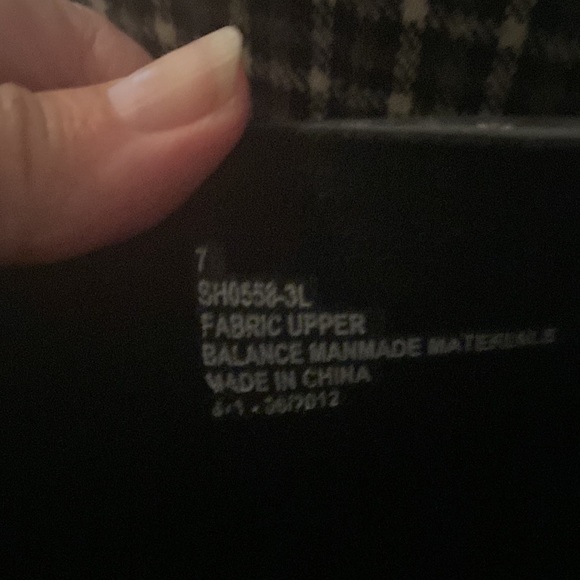 7
SH0558-3L
FABRIC UPPER
BALANCE MANMADE MATERIALS
MADE IN CHINA
06/2012